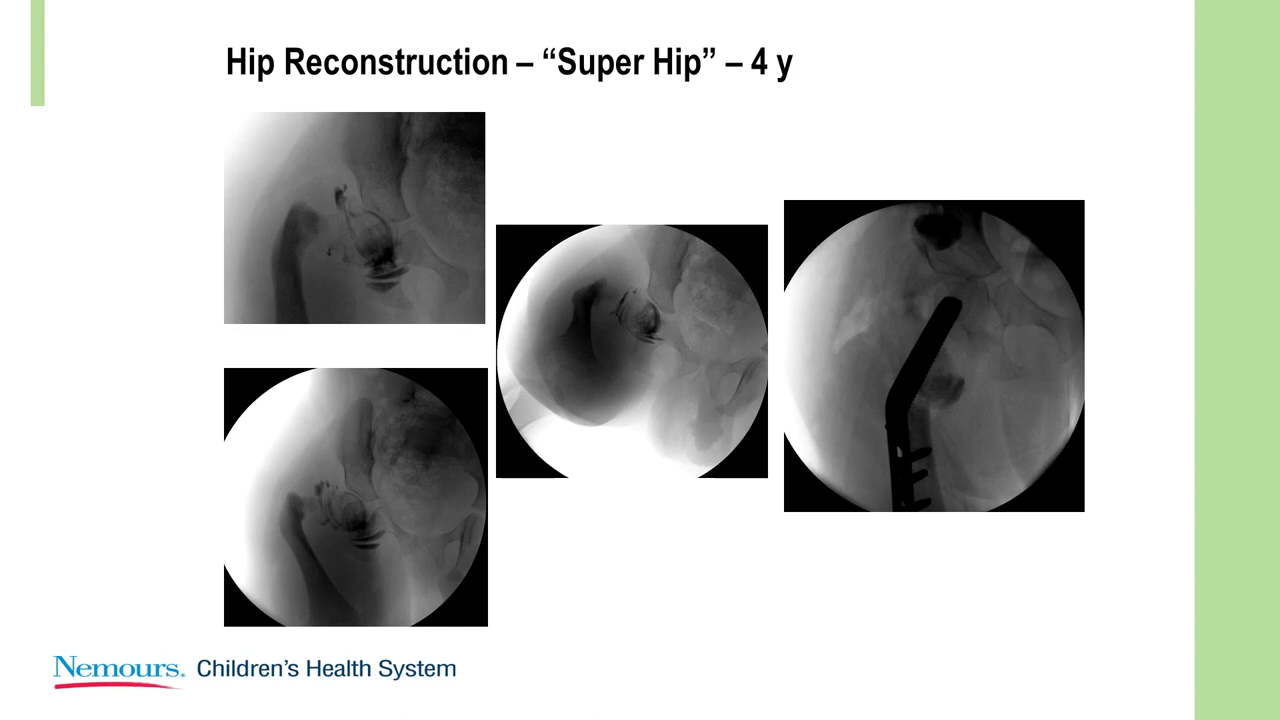 Hip Reconstruction – “Super Hip” – 4 y
Nemours. Children’s Health System